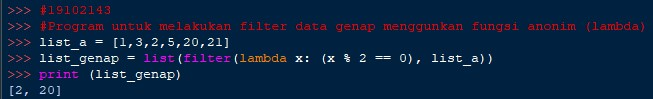 >>> #19102143
>>> #Program untuk melakukan filter data genap menggunkan fungsi anonim (lambda)
>>> list_a = [1,3,2,5,20,21]
>>> list_genap = list(filter(lambda x: (x % 2 == 0), list_a))
>>> print (list_genap)
[2, 20]